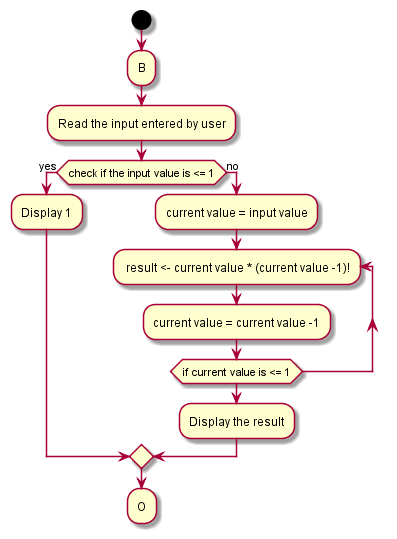 B
Read the input entered by user
yes
check if the input value is <= 1
no
Display 1
current value = input value
result <- current value * (current value -1)!
current value = current value -1
if current value is <= 1
Display the result
O